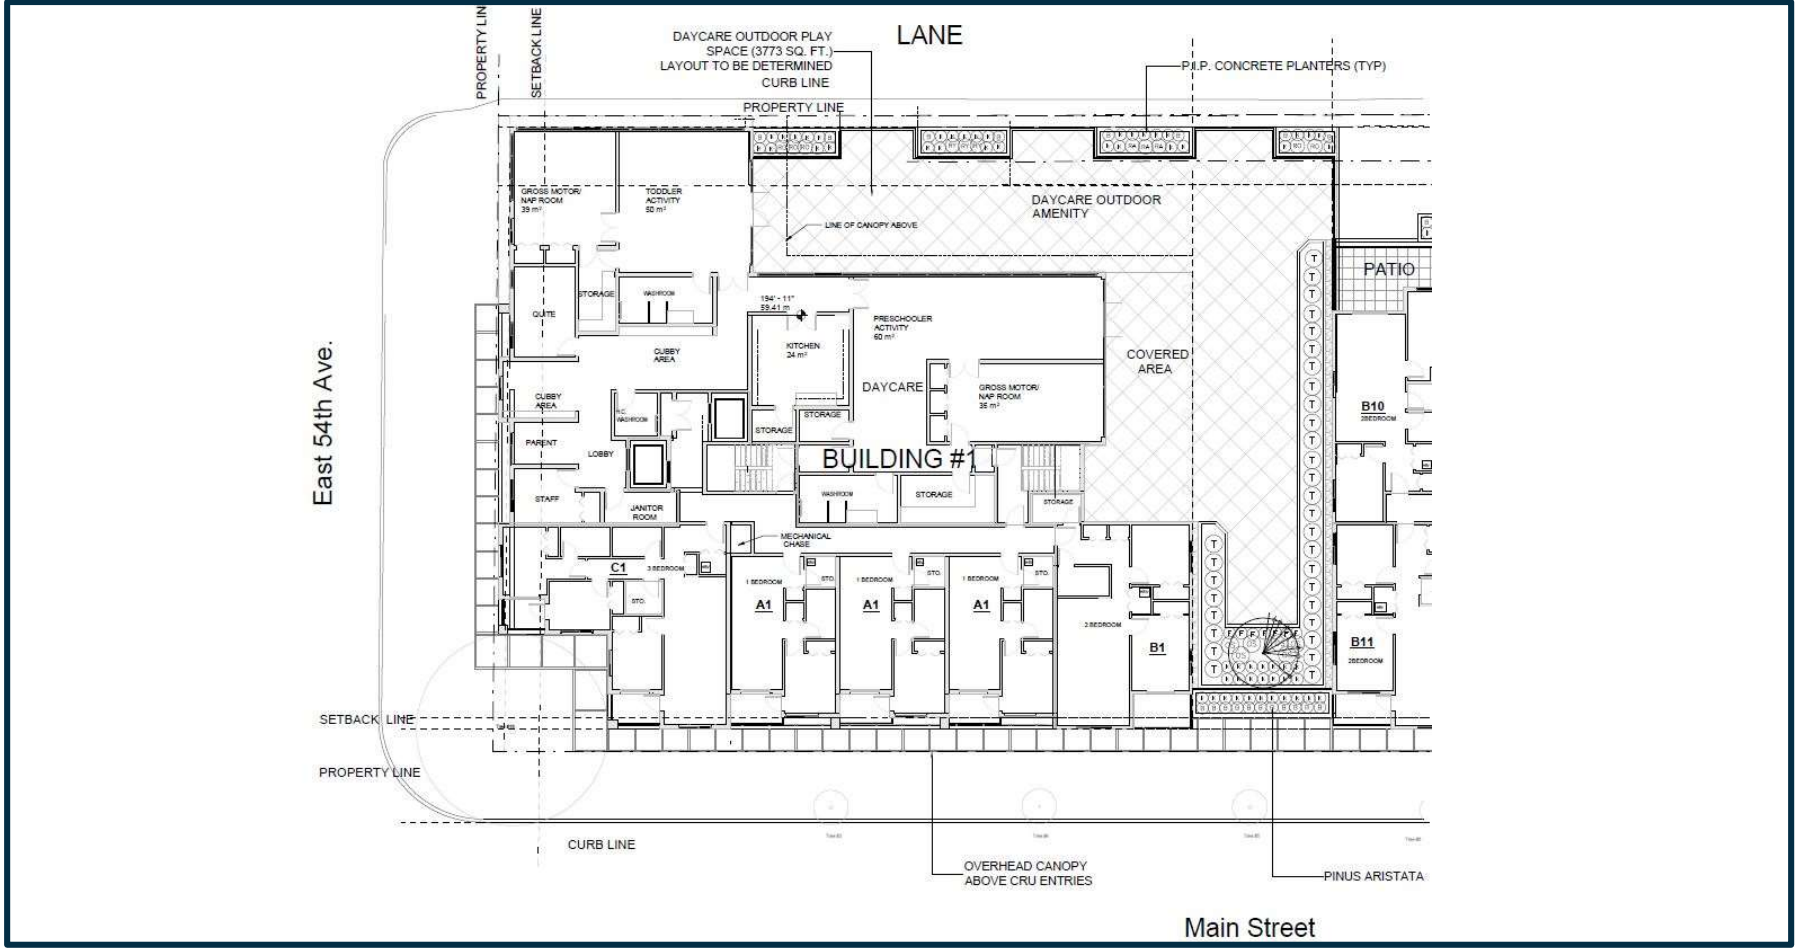 PROPERTY LIN
SETBACK LINE
DAYCARE OUTDOOR PLAY
SPACE (3773 SQ. FT.)
LAYOUT TO BE DETERMINED
LANE
P.I.P. CONCRETE PLANTERS (TYP)
CURB LINE
PROPERTY LINE
GROSS MOTOR/
NAP ROOM
39 m²
TODDLER
ACTIVITY
50 m²
DAYCARE OUTDOOR
AMENITY
LINE OF CANOPY ABOVE
PATIO
QUITE
STORAGE
WASHROOM
194' - 11"
59.41 m
PRESCHOOLER
ACTIVITY
60 m²
KITCHEN
24 m²
CUBBY
AREA
COVERED
AREA
East 54th Ave.
DAYCARE
GROSS MOTOR/
NAP ROOM
35 m²
CUBBY
AREA
H.C.
WASHROOM
STORAGE
STORAGE
B10
2BEDROOM
PARENT
LOBBY
BUILDING #1
STAFF
JANITOR
ROOM
WASHROOM
STORAGE
STORAGE
MECHANICAL
CHASE
C1
3 BEDROOM
STO.
1 BEDROOM
A1
STO.
1 BEDROOM
A1
STO.
1 BEDROOM
A1
STO.
2 BEDROOM
B1
B11
2BEDROOM
SETBACK LINE
PROPERTY LINE
CURB LINE
OVERHEAD CANOPY
ABOVE CRU ENTRIES
PINUS ARISTATA
Main Street